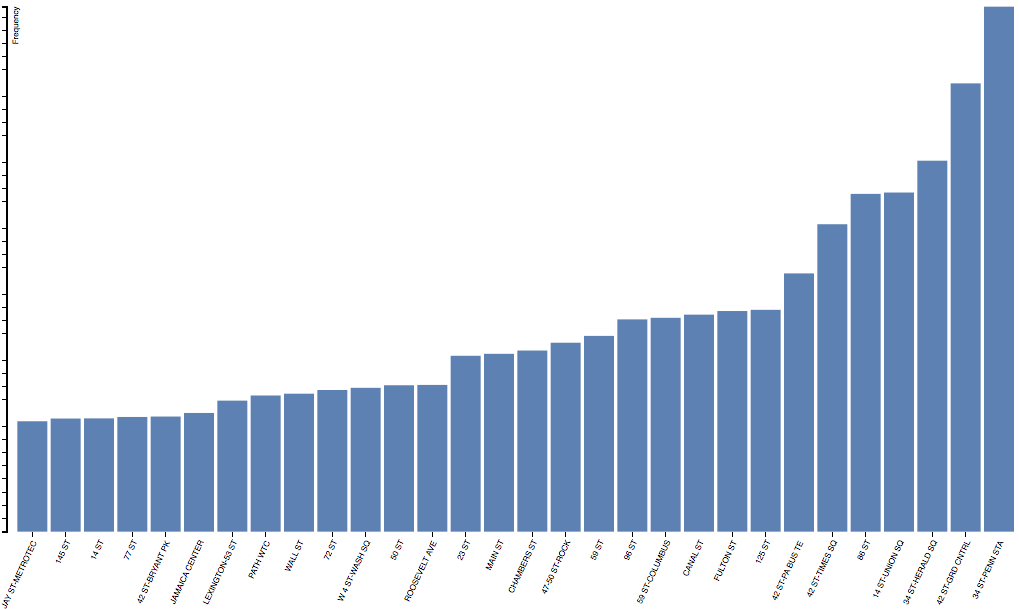 Frequency
JAY ST-METROTEC
145 ST
14 ST
77 ST
42 ST-BRYANT PK
JAMAICA CENTER
LEXINGTON-53 ST
PATH WTC
WALL ST
72 ST
W 4 ST-WASH SQ
50 ST
ROOSEVELT AVE
23 ST
MAIN ST
CHAMBERS ST
47-50 ST-ROCK
59 ST
96 ST
59 ST-COLUMBUS
CANAL ST
FULTON ST
125 ST
42 ST-PA BUS TE
42 ST-TIMES SQ
86 ST
14 ST-UNION SQ
34 ST-HERALD SQ
42 ST-GRD CNTRL
34 ST-PENN STA